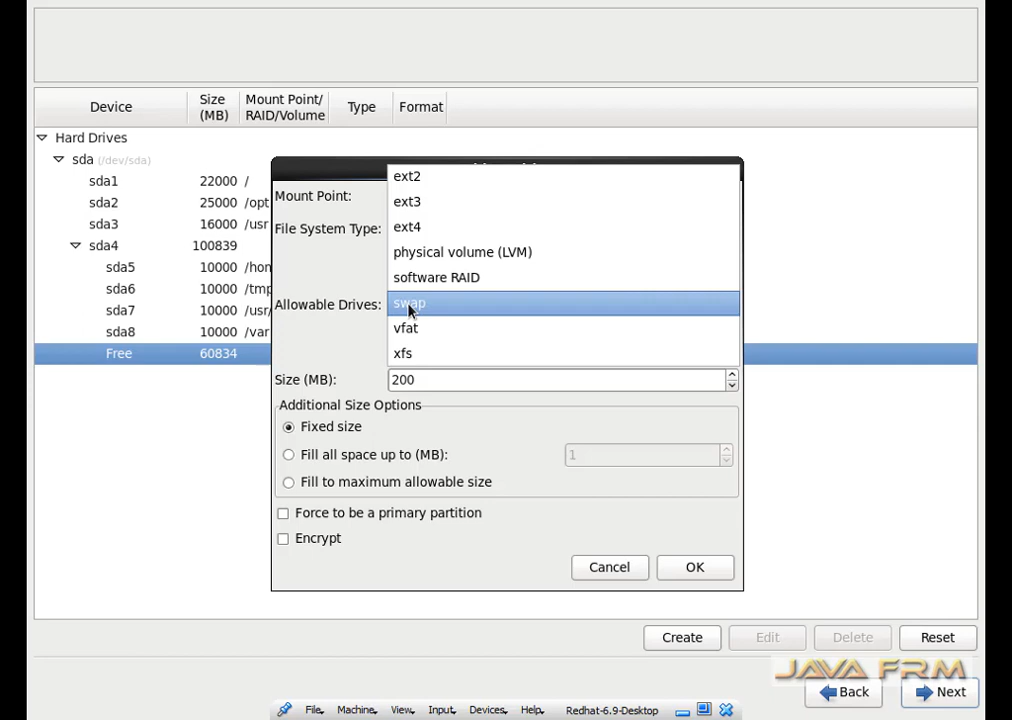 Device Size (MB) Mount Point/ RAID/Volume Type Format
Hard Drives
sda (/dev/sda)
sda1 22000 /
sda2 25000 /opt
sda3 16000 /usr
sda4 100839
sda5 10000 /hon
sda6 10000 /tmp
sda7 10000 /usr/
sda8 10000 /var
Free 60834
Mount Point:
File System Type:
Allowable Drives:
ext2
ext3
ext4
physical volume (LVM)
software RAID
swap
vfat
xfs
Size (MB): 200
Additional Size Options
Fixed size
Fill all space up to (MB): 1
Fill to maximum allowable size
Force to be a primary partition
Encrypt
Cancel OK
Create Edit Delete Reset
JAVA FRM
Back Next
File Machine View Input Devices Help Redhat-6.9-Desktop